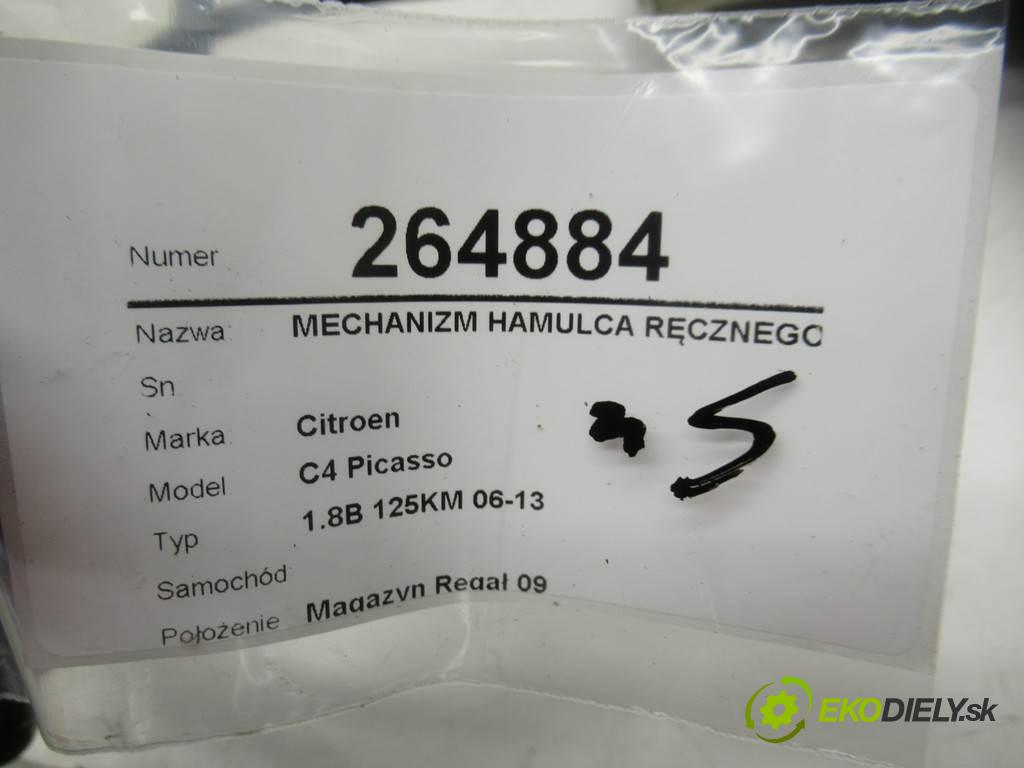 Numer 264884
Nazwa: MECHANIZM HAMULCA RĘCZNEGO
Sn
Marka: Citroen
Model C4 Picasso
Typ 1.8B 125KM 06-13
Samochód
Położenie Magazyn Regał 09
EKODIELY.sk